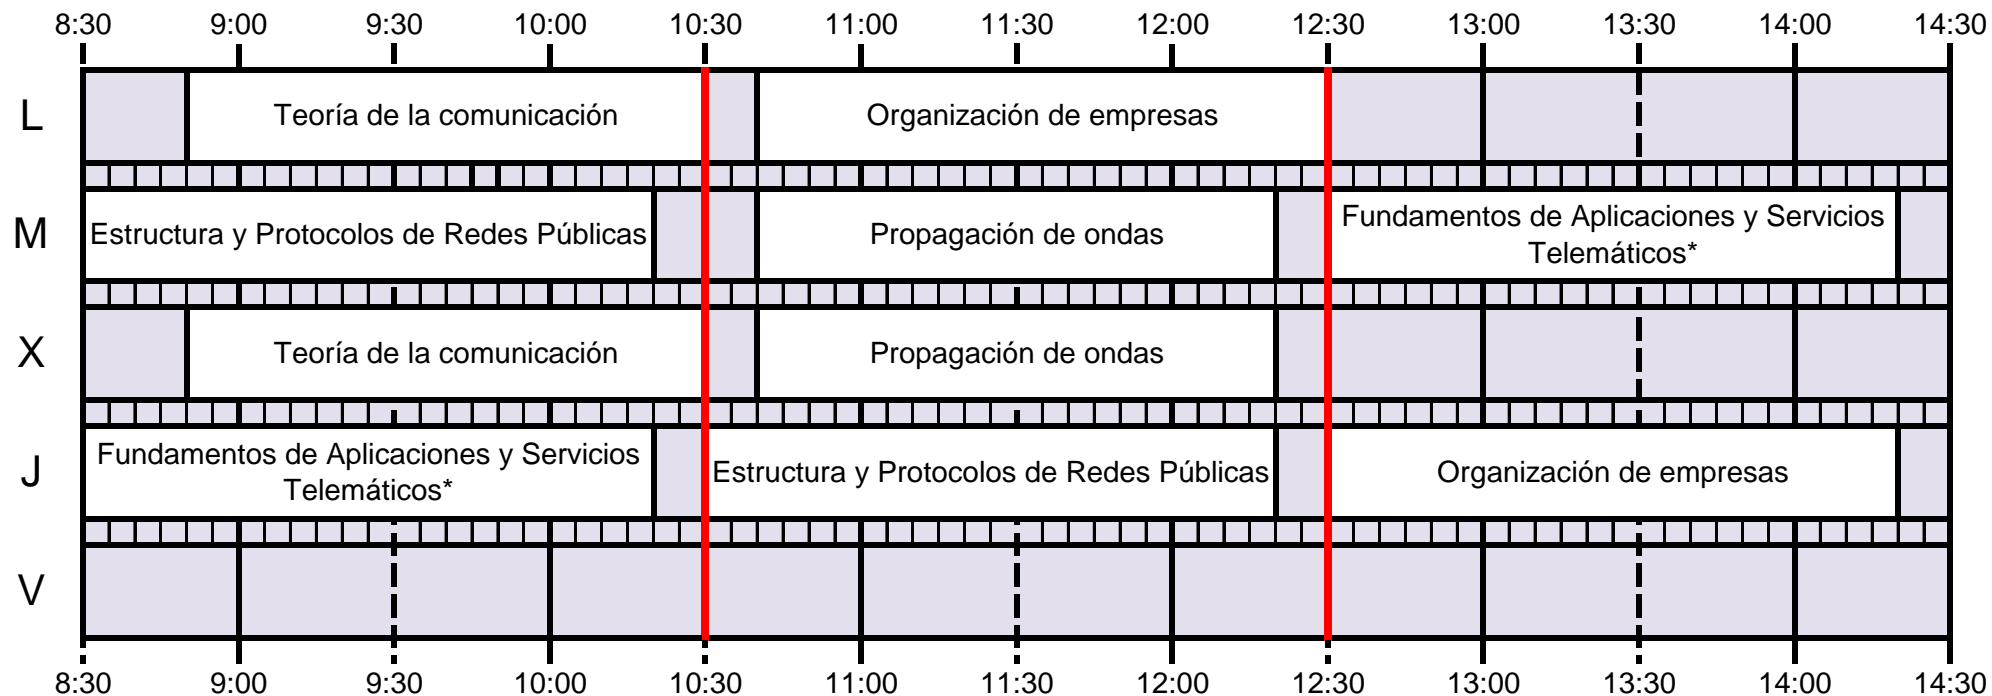 8:30 9:00 9:30 10:00 10:30 11:00 11:30 12:00 12:30 13:00 13:30 14:00 14:30
L Teoría de la comunicación Organización de empresas
M Estructura y Protocolos de Redes Públicas Propagación de ondas Fundamentos de Aplicaciones y Servicios
Telemáticos*
X Teoría de la comunicación Propagación de ondas
J Fundamentos de Aplicaciones y Servicios
Telemáticos* Estructura y Protocolos de Redes Públicas Organización de empresas
V
8:30 9:00 9:30 10:00 10:30 11:00 11:30 12:00 12:30 13:00 13:30 14:00 14:30